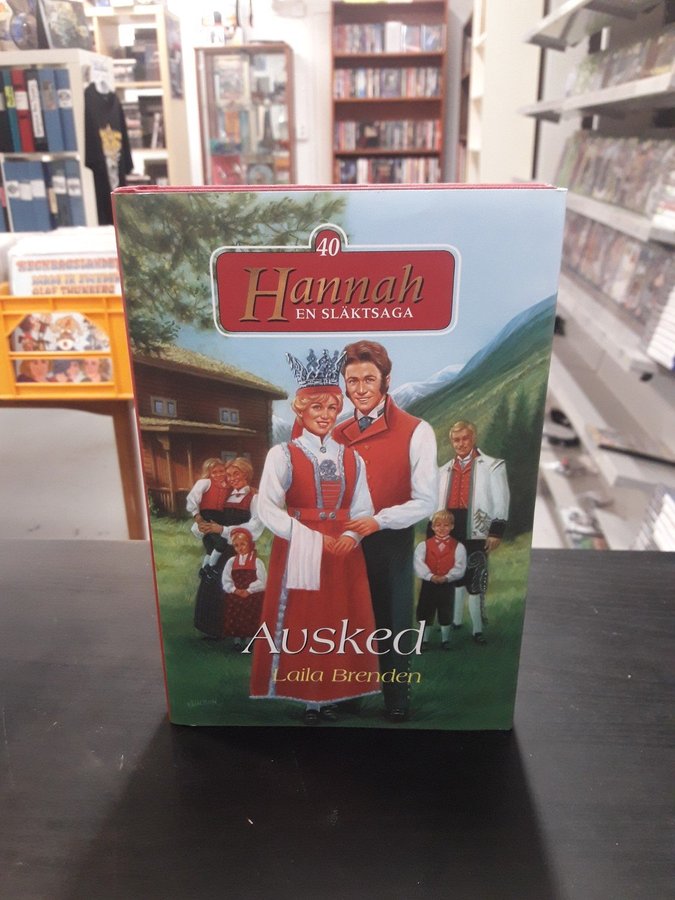 40
Hannah
EN SLÄKTSAGA
Avsked
Laila Brenden